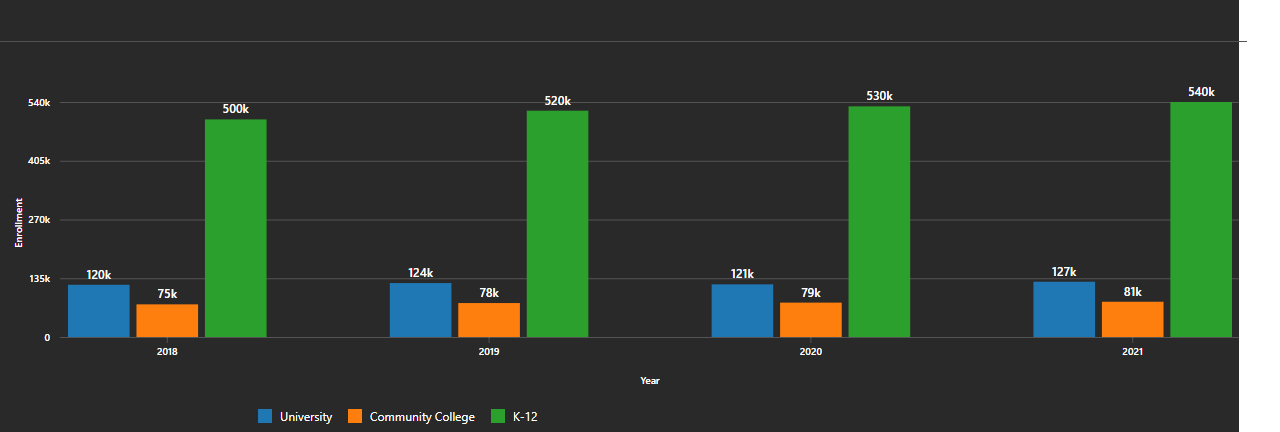 540k
405k
270k
135k
0
Enrollment
120k
75k
500k
124k
78k
520k
121k
79k
530k
127k
81k
540k
2018 2019 2020 2021
Year
University Community College K-12